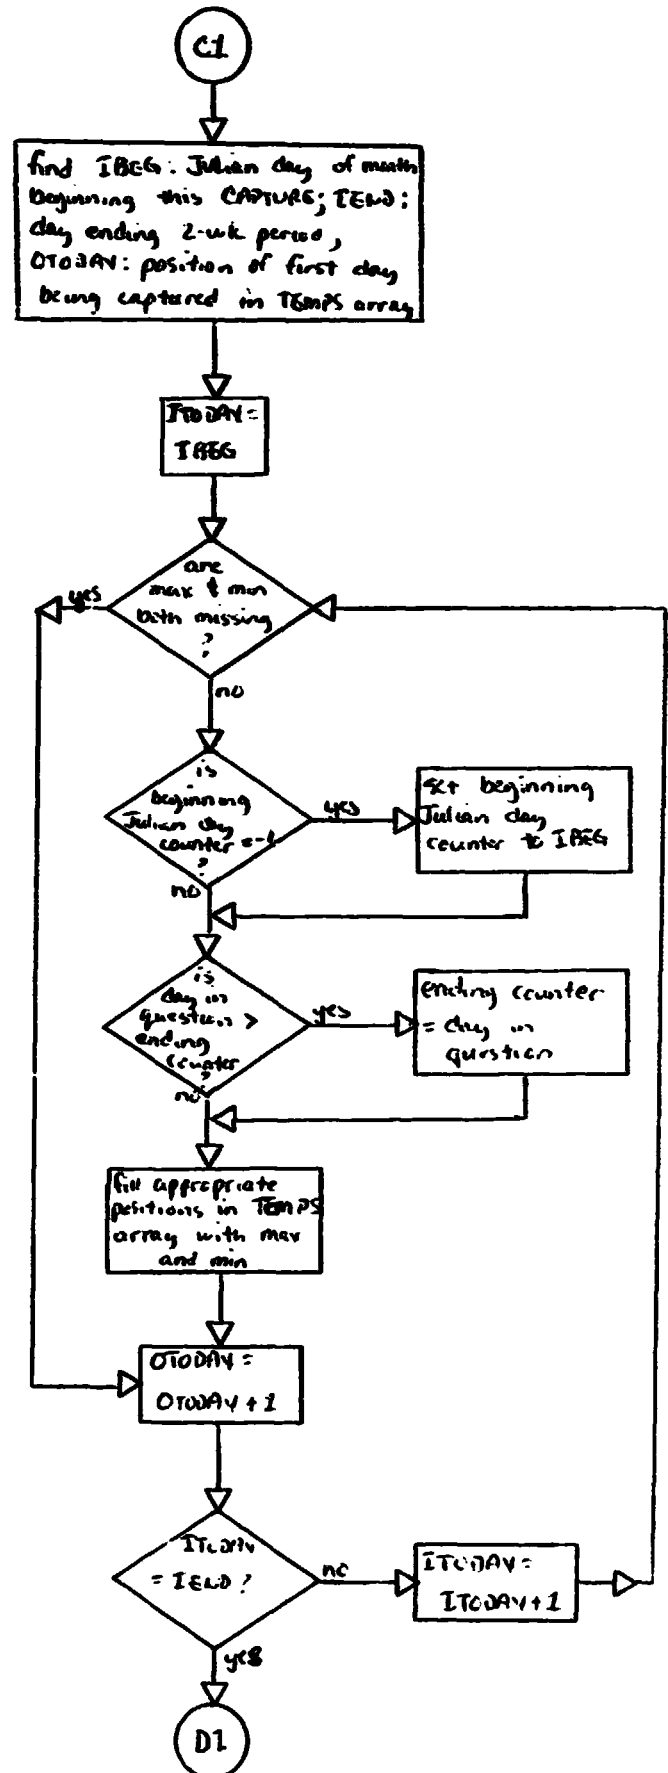 C1
find IBEG: Julian day of month
beginning this CAPTURE; IEND:
day ending 2-wk period,
OTODAY: position of first day
being captured in TEMPS array
ITODAY =
IBEG
are
max & min
both missing
?
yes
no
is
beginning
Julian day
counter = -1
?
yes
set beginning
Julian day
counter to IBEG
no
is
day in
question >
ending
counter
?
yes
ending counter
= day in
question
no
fill appropriate
positions in TEMPS
array with max
and min
OTODAY =
OTODAY + 1
ITODAY
= IEND?
no
ITODAY =
ITODAY + 1
yes
D1